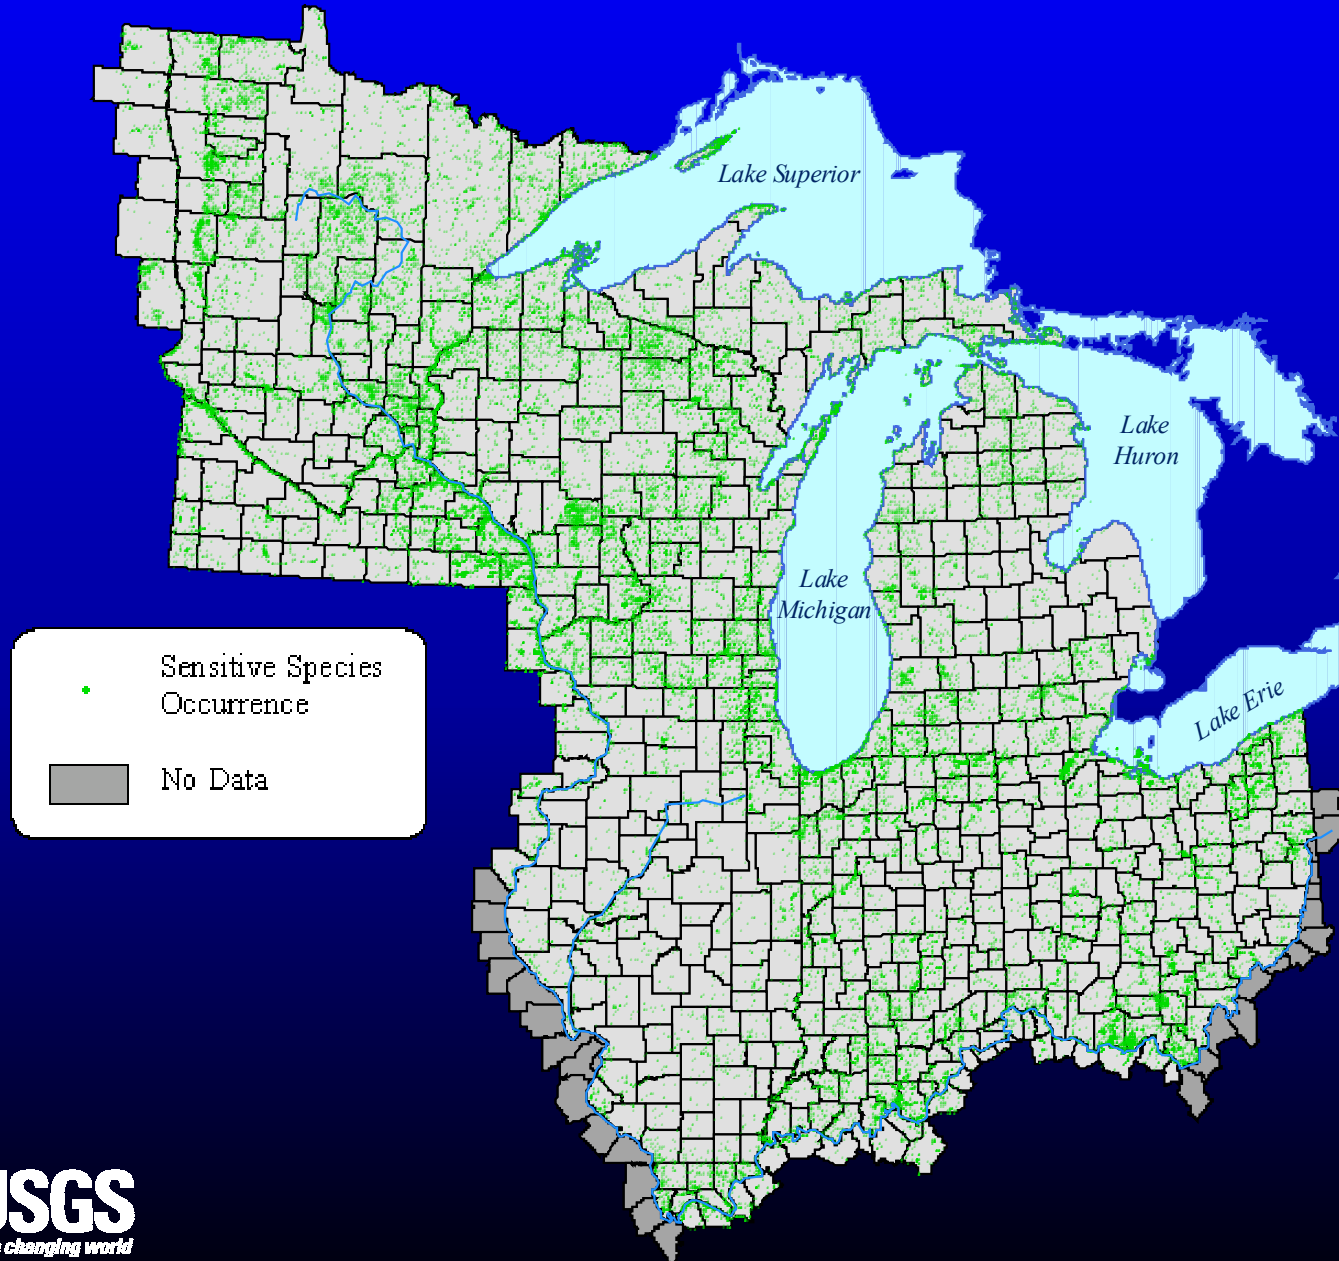 Lake Superior
Lake
Huron
Lake
Michigan
Lake Erie
Sensitive Species
Occurrence
No Data
USGS
changing world